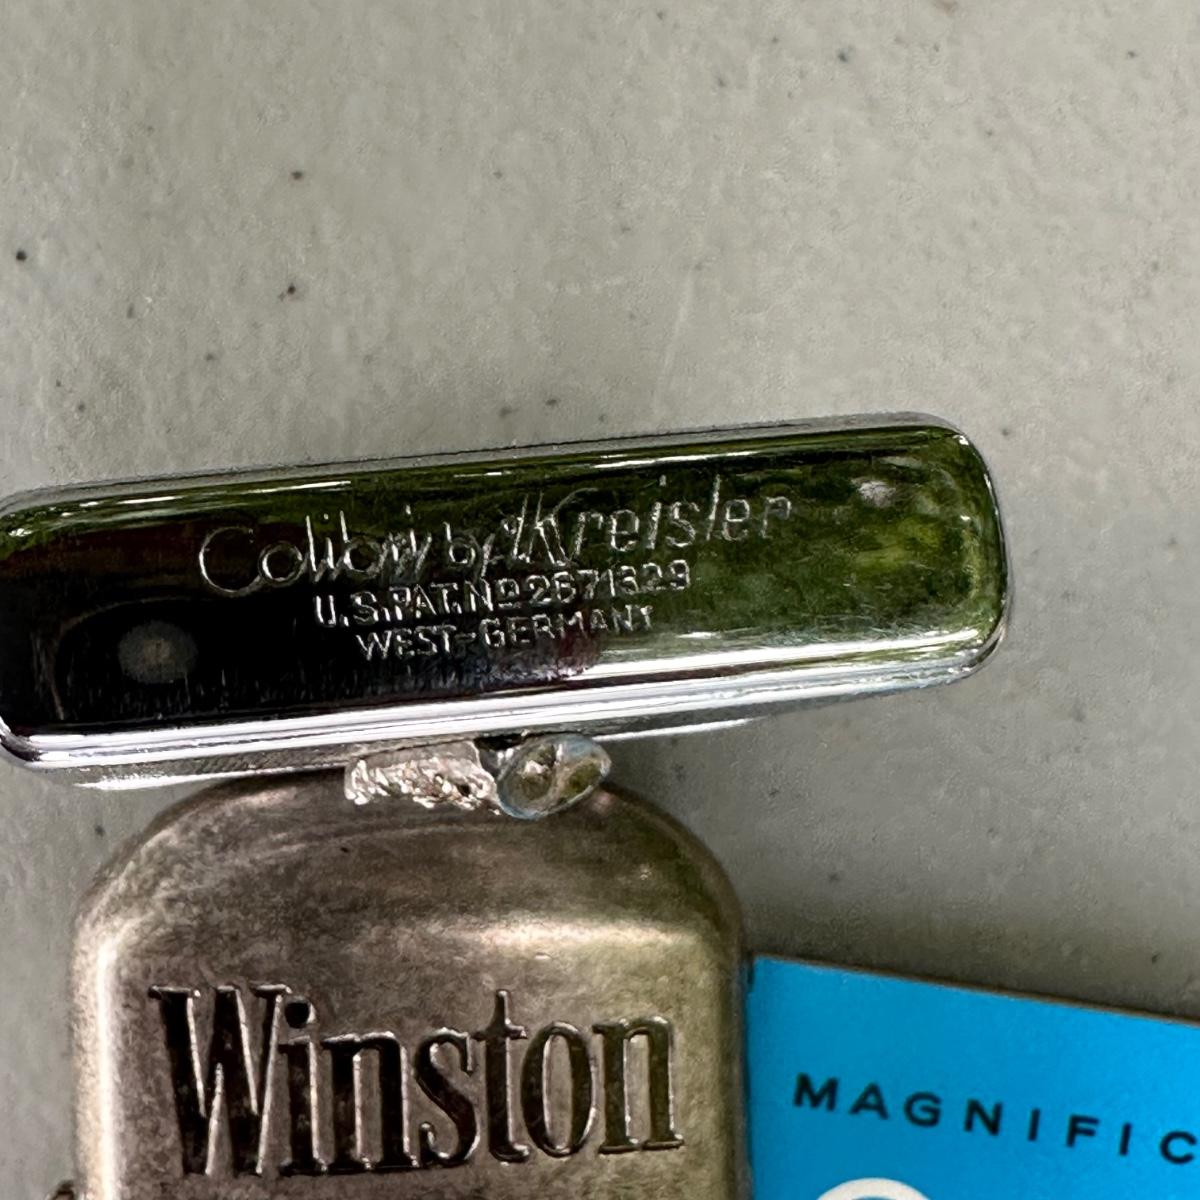 Colibri by Kreisler
U.S.PAT.Nº 2671329
WEST-GERMANY
Winston
MAGNIFIC